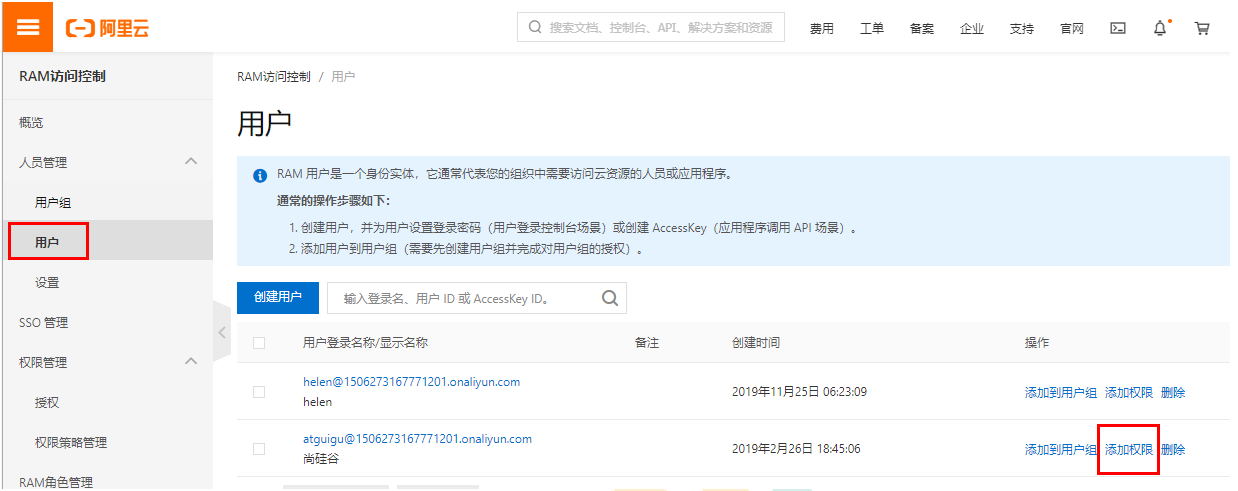 阿里云
搜索文档、控制台、API、解决方案和资源
费用 工单 备案 企业 支持 官网
RAM访问控制
概览
人员管理
用户组
用户
设置
SSO 管理
权限管理
授权
权限策略管理
RAM角色管理
RAM访问控制 / 用户
用户
RAM 用户是一个身份实体，它通常代表您的组织中需要访问云资源的人员或应用程序。
通常的操作步骤如下：
1. 创建用户，并为用户设置登录密码（用户登录控制台场景）或创建 AccessKey（应用程序调用 API 场景）。
2. 添加用户到用户组（需要先创建用户组并完成对用户组的授权）。
创建用户 输入登录名、用户 ID 或 AccessKey ID。
用户登录名称/显示名称 备注 创建时间 操作
helen@1506273167771201.onaliyun.com
helen 2019年11月25日 06:23:09 添加到用户组 添加权限 删除
atguigu@1506273167771201.onaliyun.com
尚硅谷 2019年2月26日 18:45:06 添加到用户组 添加权限 删除